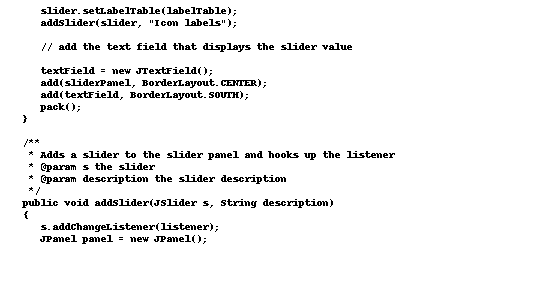 slider.setLabelTable(labelTable);
addSlider(slider, "Icon labels");
// add the text field that displays the slider value
textField = new JTextField();
add(sliderPanel, BorderLayout.CENTER);
add(textField, BorderLayout.SOUTH);
pack();
}
/**
* Adds a slider to the slider panel and hooks up the listener
* @param s the slider
* @param description the slider description
*/
public void addSlider(JSlider s, String description)
{
s.addChangeListener(listener);
JPanel panel = new JPanel();